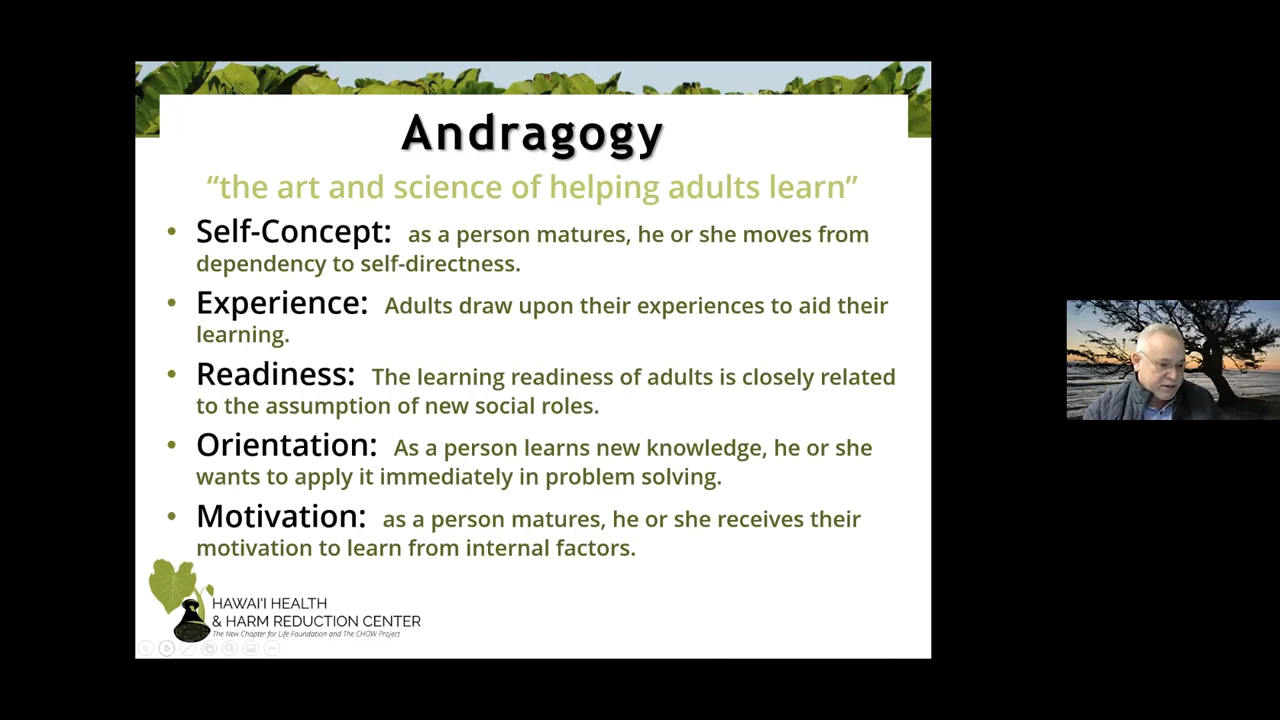 Andragogy
“the art and science of helping adults learn”
• Self-Concept: as a person matures, he or she moves from
dependency to self-directness.
• Experience: Adults draw upon their experiences to aid their
learning.
• Readiness: The learning readiness of adults is closely related
to the assumption of new social roles.
• Orientation: As a person learns new knowledge, he or she
wants to apply it immediately in problem solving.
• Motivation: as a person matures, he or she receives their
motivation to learn from internal factors.
HAWAI'I HEALTH
& HARM REDUCTION CENTER
The New Chapter for Life Foundation and The CHOW Project